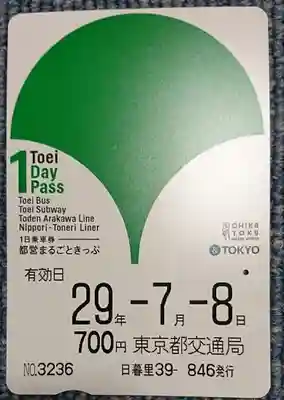 1 Toei
Day
Pass
Toei Bus
Toei Subway
Toden Arakawa Line
Nippori-Toneri Liner
1日乗車券
都営まるごときっぷ
CHIKA
TOKU
TOKYO
有効日
29年-7月-8日
700円 東京都交通局
NO.3236
日暮里39- 846発行